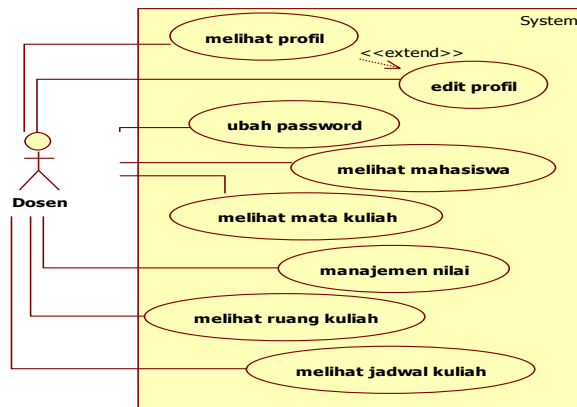 System
melihat profil
<<extend>>
edit profil
ubah password
melihat mahasiswa
Dosen
melihat mata kuliah
manajemen nilai
melihat ruang kuliah
melihat jadwal kuliah